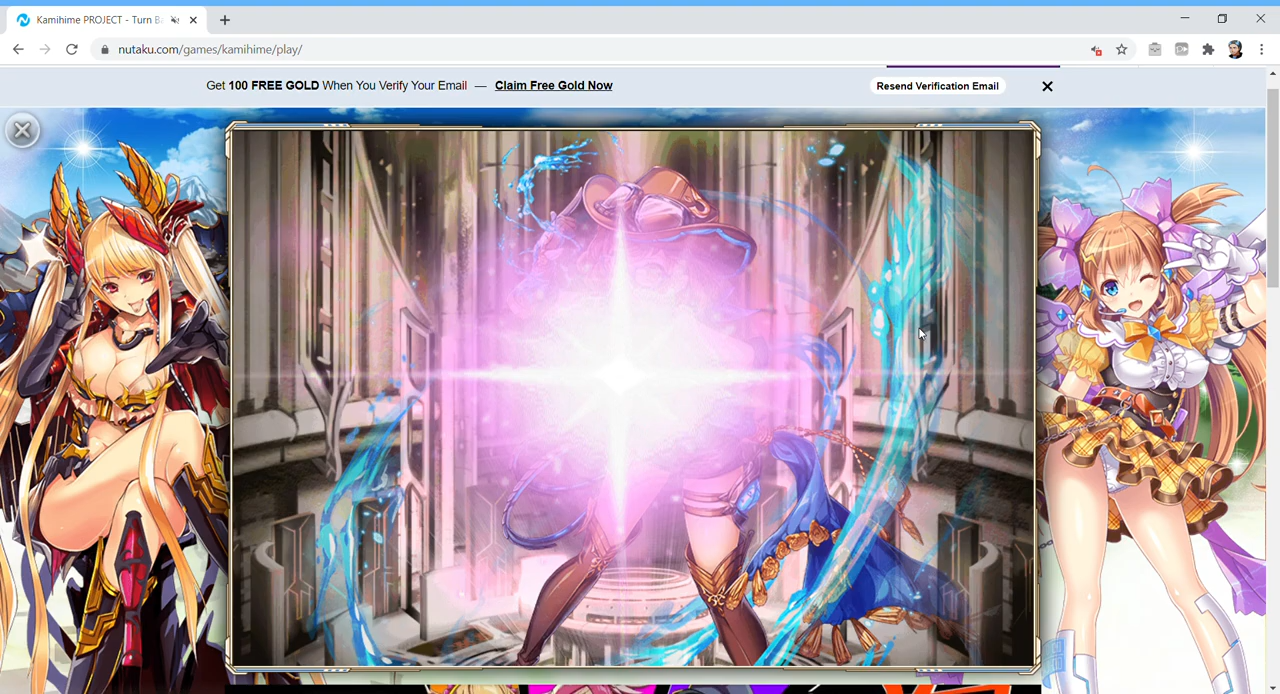 Kamihime PROJECT - Turn Ba
nutaku.com/games/kamihime/play/
Get 100 FREE GOLD When You Verify Your Email — Claim Free Gold Now
Resend Verification Email